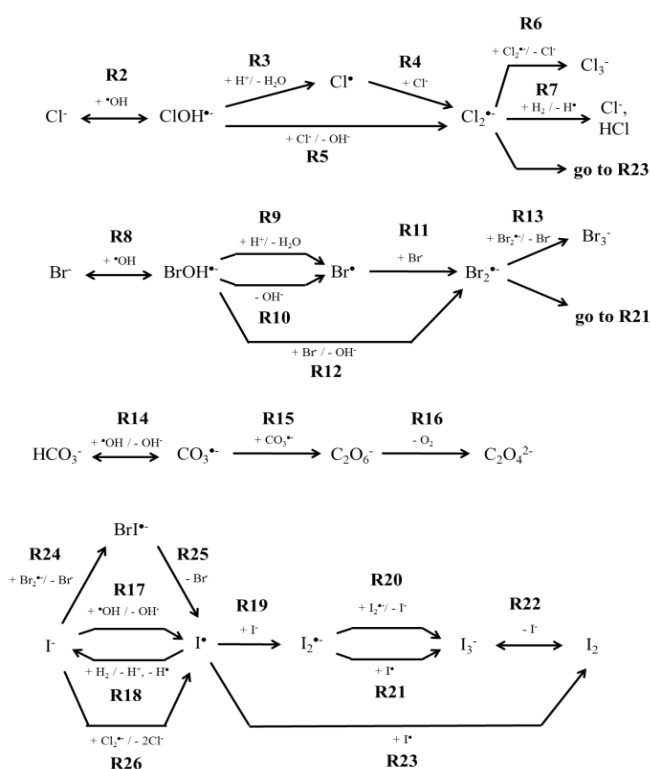 R6
+ Cl₂•⁻/ - Cl⁻
R2 R3 R4 Cl₃⁻
+ •OH + H⁺/ - H₂O Cl• + Cl⁻ R7
Cl⁻ ClOH•⁻ Cl₂•⁻ + H₂ / - H• Cl⁻, HCl
+ Cl⁻ / - OH⁻
R5 go to R23
R8 R9 R11 R13
+ •OH + H⁺/ - H₂O + Br⁻ + Br₂•⁻/ - Br⁻ Br₃⁻
Br⁻ BrOH•⁻ Br• Br₂•⁻
- OH⁻
R10 go to R21
+ Br⁻ / - OH⁻
R12
R14 R15 R16
+ •OH / - OH⁻ + CO₃•⁻ - O₂
HCO₃⁻ CO₃•⁻ C₂O₆⁻ C₂O₄²⁻
BrI•⁻
R24 R25
+ Br₂•⁻/ - Br⁻ - Br⁻
R17 R19 R20 R22
+ •OH / - OH⁻ + I⁻ + I₂•⁻/ - I⁻ - I⁻
I⁻ I• I₂•⁻ I₃⁻ I₂
+ H₂ / - H⁺, - H• + I•
R18 R21
+ Cl₂•⁻ / - 2Cl⁻ + I•
R26 R23